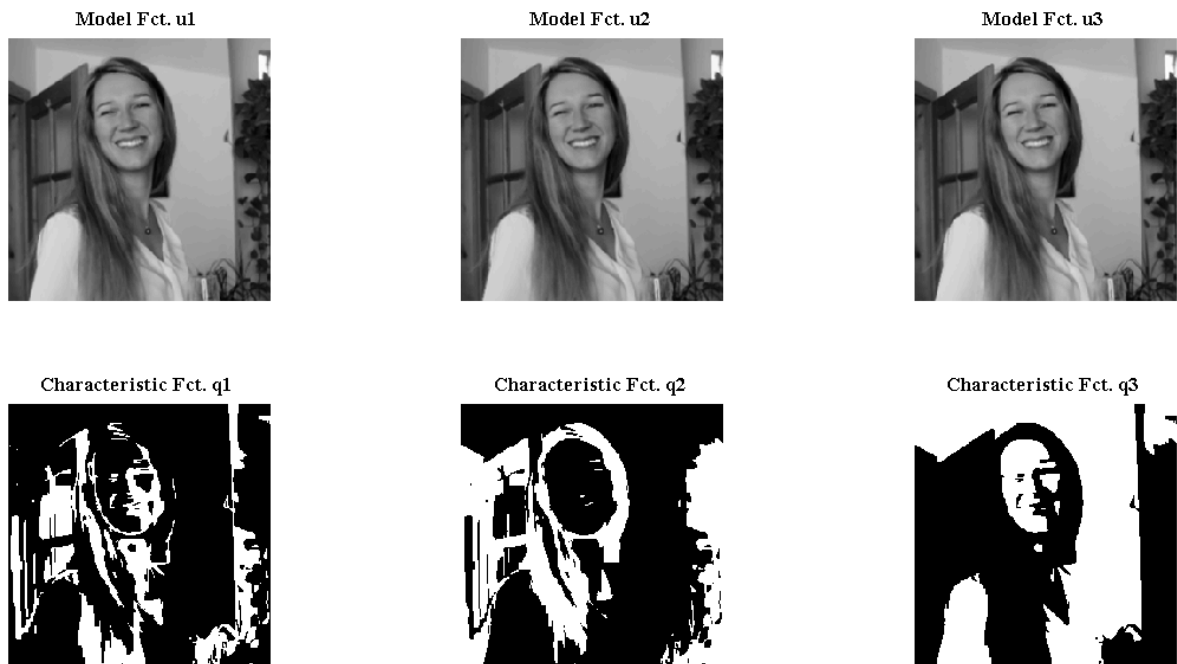 Model Fct. u1
Model Fct. u2
Model Fct. u3
Characteristic Fct. q1
Characteristic Fct. q2
Characteristic Fct. q3